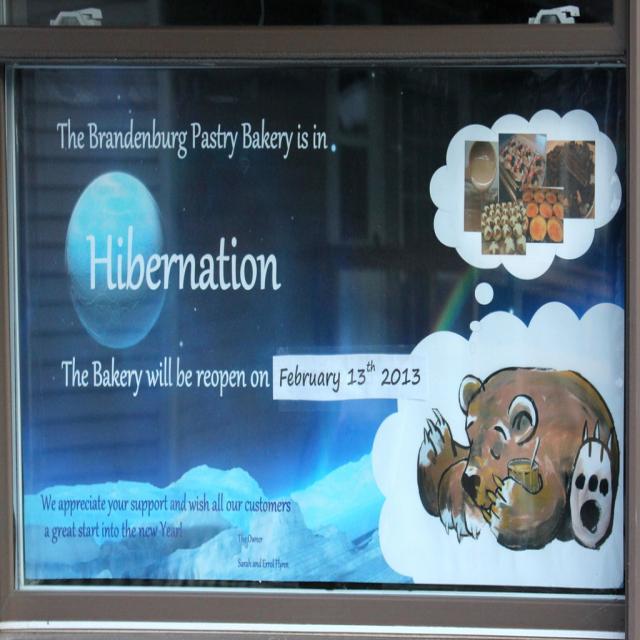 The Brandenburg Pastry Bakery is in
Hibernation
The Bakery will be reopen on February 13th 2013
We appreciate your support and wish all our customers
a great start into the new Year!
The Owner
Sarah and Errol Flynn